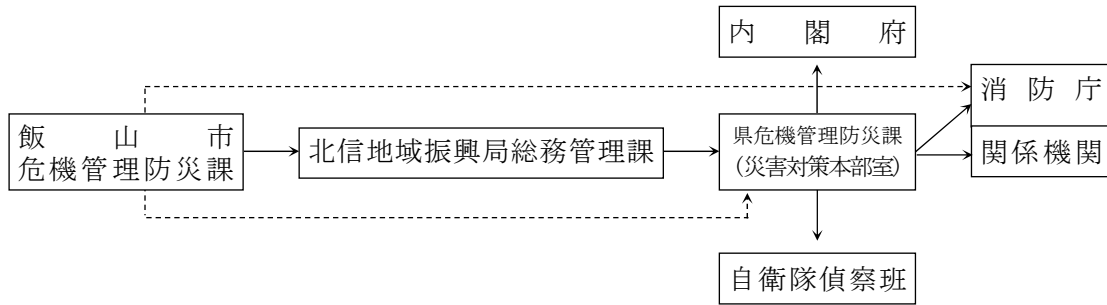 内閣府
消防庁
飯山市
危機管理防災課
北信地域振興局総務管理課
県危機管理防災課
(災害対策本部室)
関係機関
自衛隊偵察班